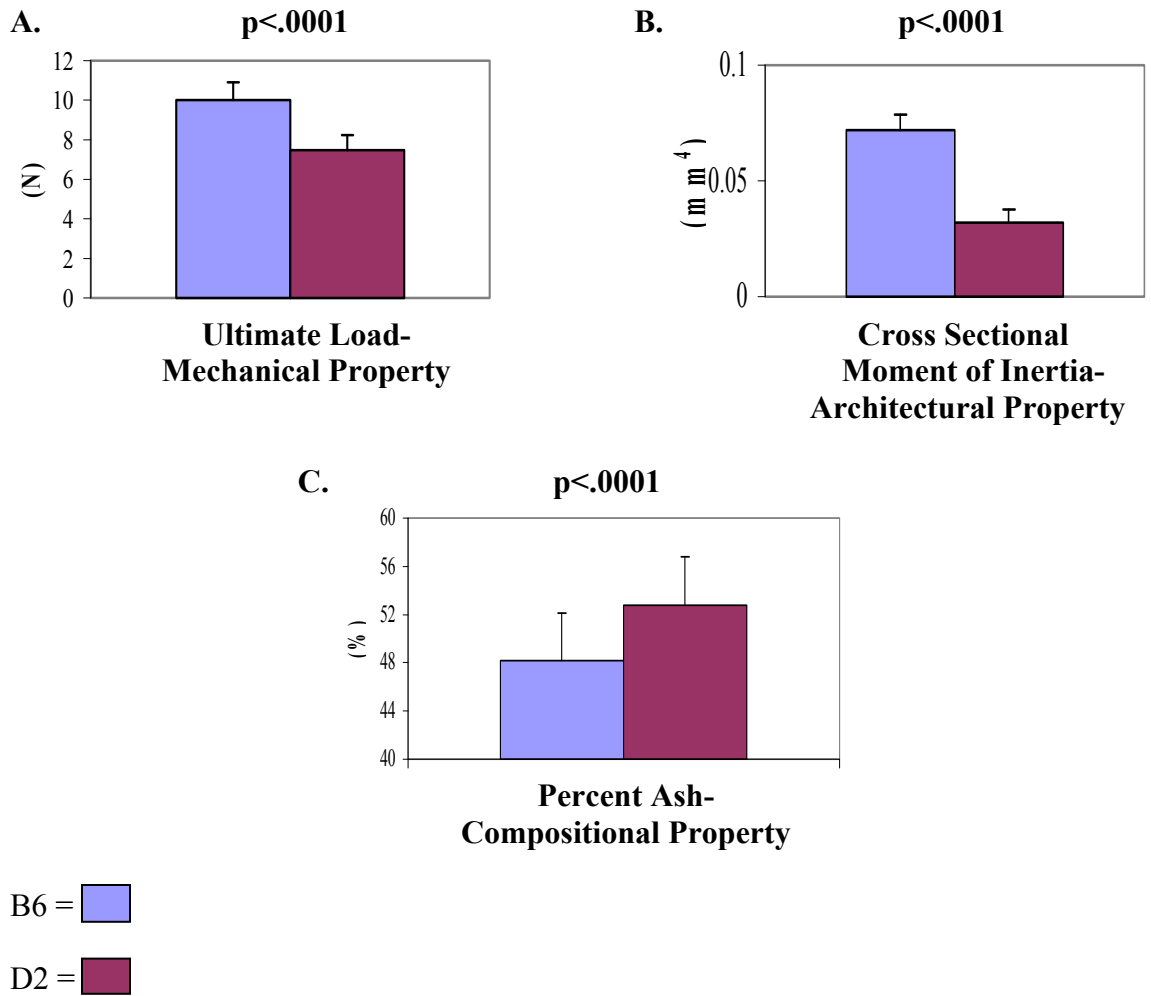 A.
p<.0001
12
10
8
6
4
2
0
(N)
Ultimate Load-
Mechanical Property
B.
p<.0001
0.1
0.05
0
(mm⁴)
Cross Sectional
Moment of Inertia-
Architectural Property
C.
p<.0001
60
56
52
48
44
40
(%)
Percent Ash-
Compositional Property
B6 =
D2 =